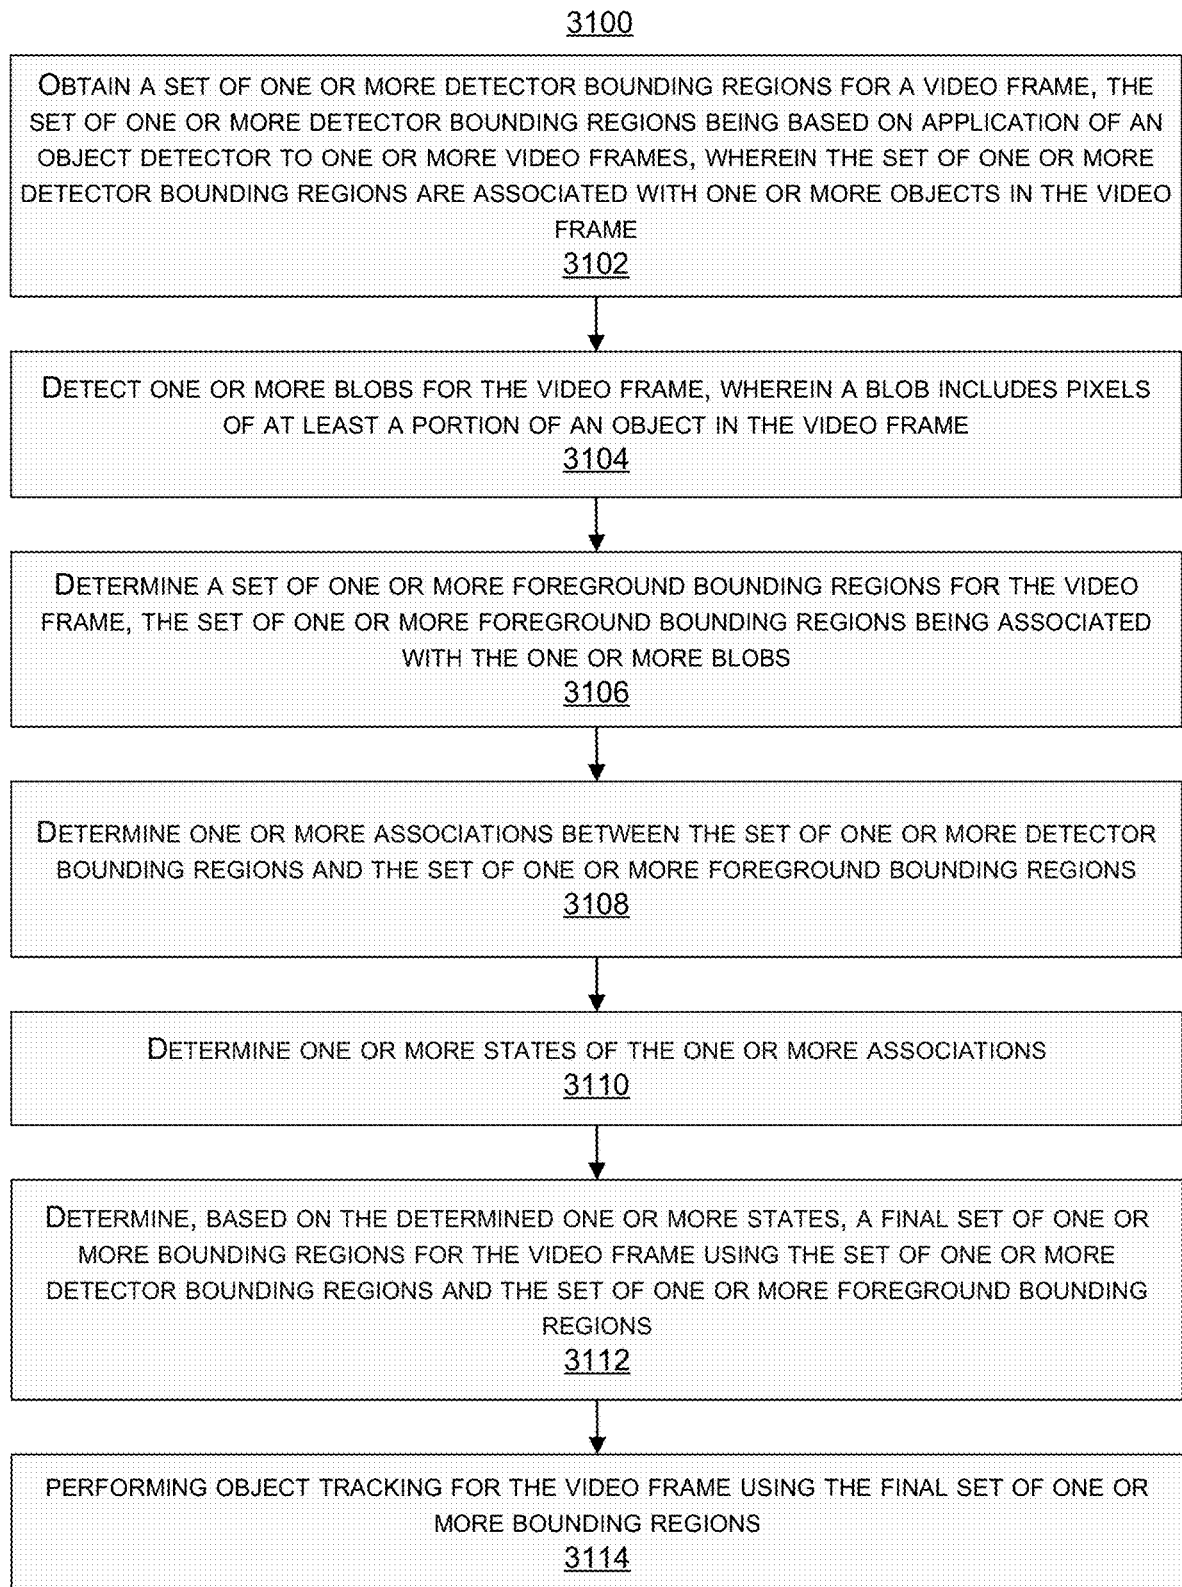 3100
OBTAIN A SET OF ONE OR MORE DETECTOR BOUNDING REGIONS FOR A VIDEO FRAME, THE
SET OF ONE OR MORE DETECTOR BOUNDING REGIONS BEING BASED ON APPLICATION OF AN
OBJECT DETECTOR TO ONE OR MORE VIDEO FRAMES, WHEREIN THE SET OF ONE OR MORE
DETECTOR BOUNDING REGIONS ARE ASSOCIATED WITH ONE OR MORE OBJECTS IN THE VIDEO
FRAME
3102
DETECT ONE OR MORE BLOBS FOR THE VIDEO FRAME, WHEREIN A BLOB INCLUDES PIXELS
OF AT LEAST A PORTION OF AN OBJECT IN THE VIDEO FRAME
3104
DETERMINE A SET OF ONE OR MORE FOREGROUND BOUNDING REGIONS FOR THE VIDEO
FRAME, THE SET OF ONE OR MORE FOREGROUND BOUNDING REGIONS BEING ASSOCIATED
WITH THE ONE OR MORE BLOBS
3106
DETERMINE ONE OR MORE ASSOCIATIONS BETWEEN THE SET OF ONE OR MORE DETECTOR
BOUNDING REGIONS AND THE SET OF ONE OR MORE FOREGROUND BOUNDING REGIONS
3108
DETERMINE ONE OR MORE STATES OF THE ONE OR MORE ASSOCIATIONS
3110
DETERMINE, BASED ON THE DETERMINED ONE OR MORE STATES, A FINAL SET OF ONE OR
MORE BOUNDING REGIONS FOR THE VIDEO FRAME USING THE SET OF ONE OR MORE
DETECTOR BOUNDING REGIONS AND THE SET OF ONE OR MORE FOREGROUND BOUNDING
REGIONS
3112
PERFORMING OBJECT TRACKING FOR THE VIDEO FRAME USING THE FINAL SET OF ONE OR
MORE BOUNDING REGIONS
3114